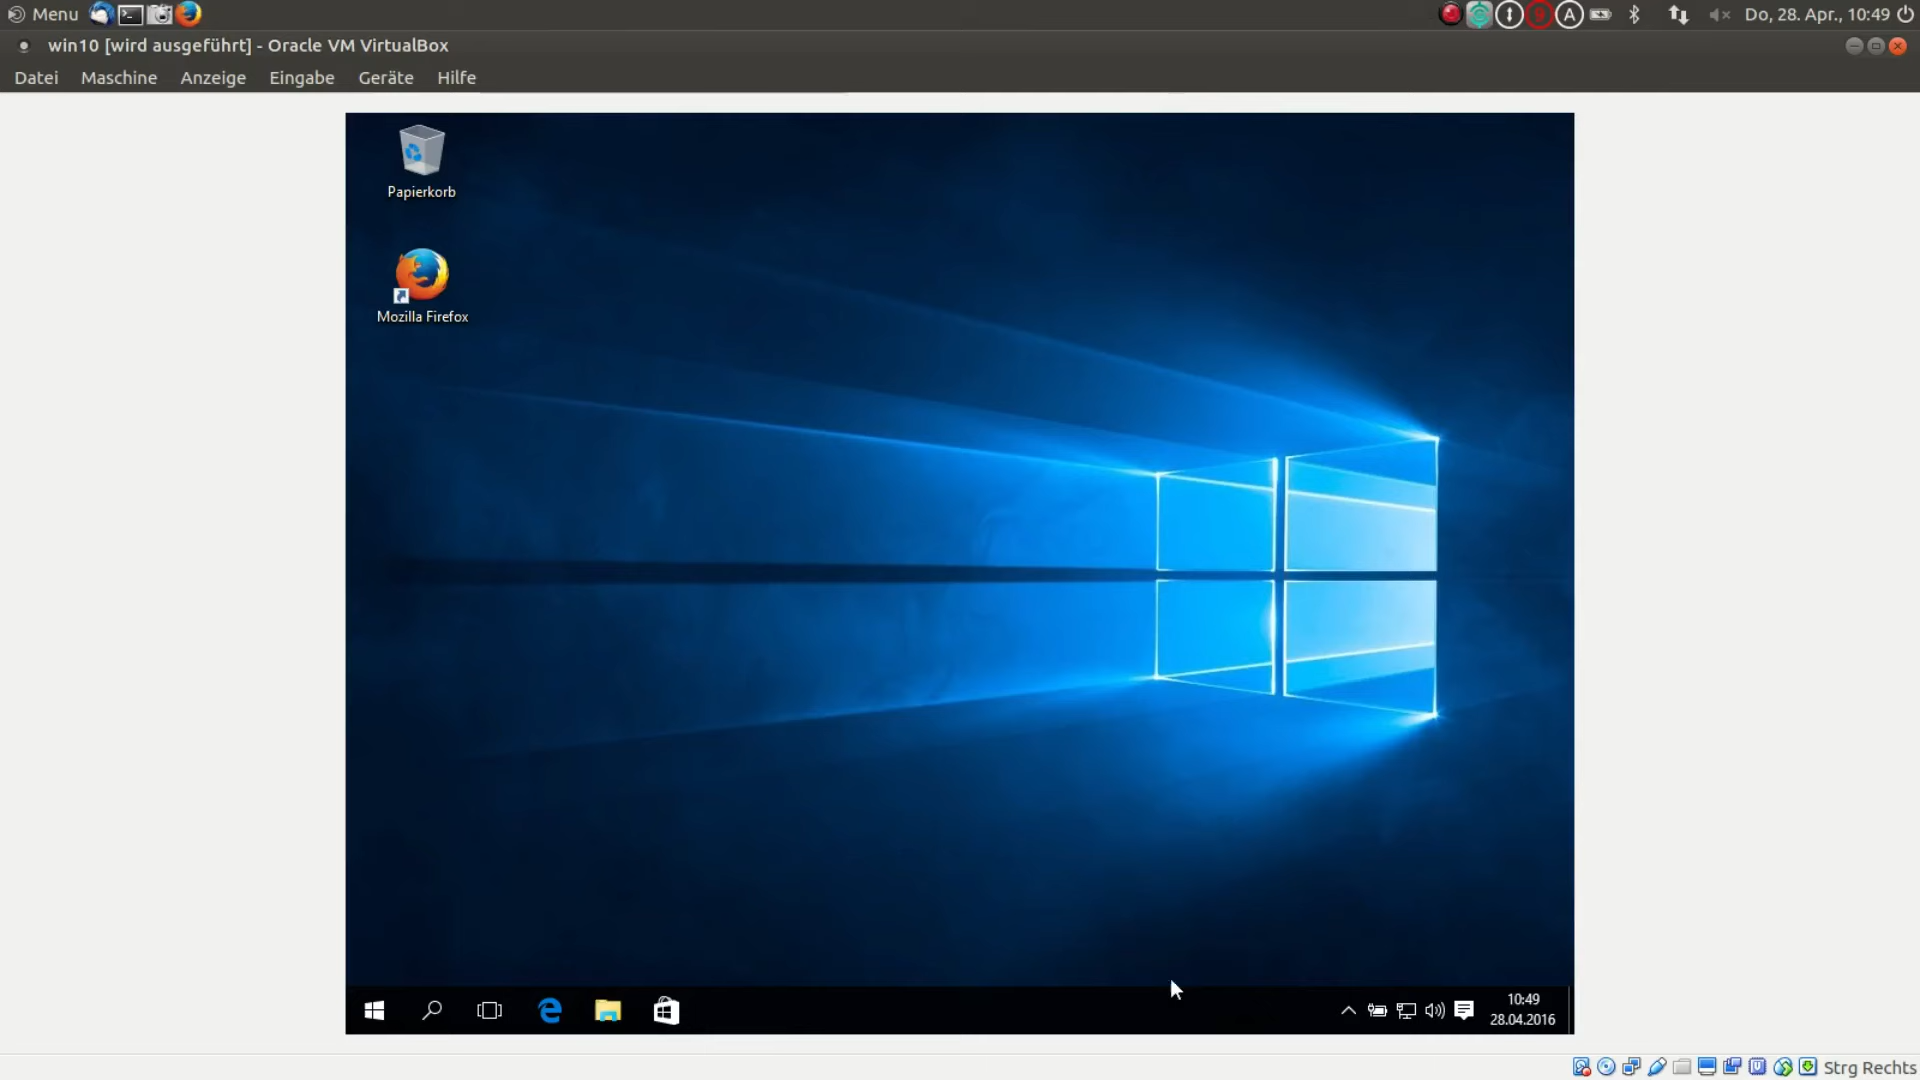 Menu
Do, 28. Apr., 10:49
win10 [wird ausgeführt] - Oracle VM VirtualBox
Datei Maschine Anzeige Eingabe Geräte Hilfe
Papierkorb
Mozilla Firefox
10:49
28.04.2016
Strg Rechts